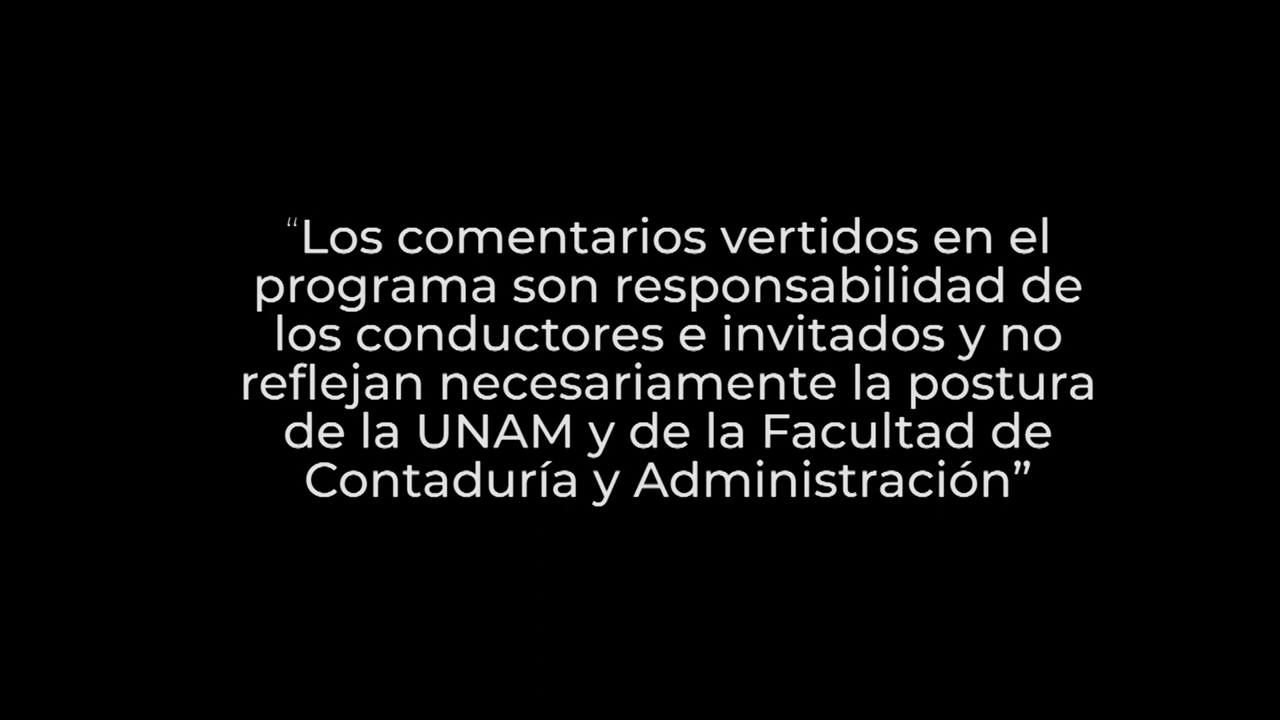 “Los comentarios vertidos en el
programa son responsabilidad de
los conductores e invitados y no
reflejan necesariamente la postura
de la UNAM y de la Facultad de
Contaduría y Administración”